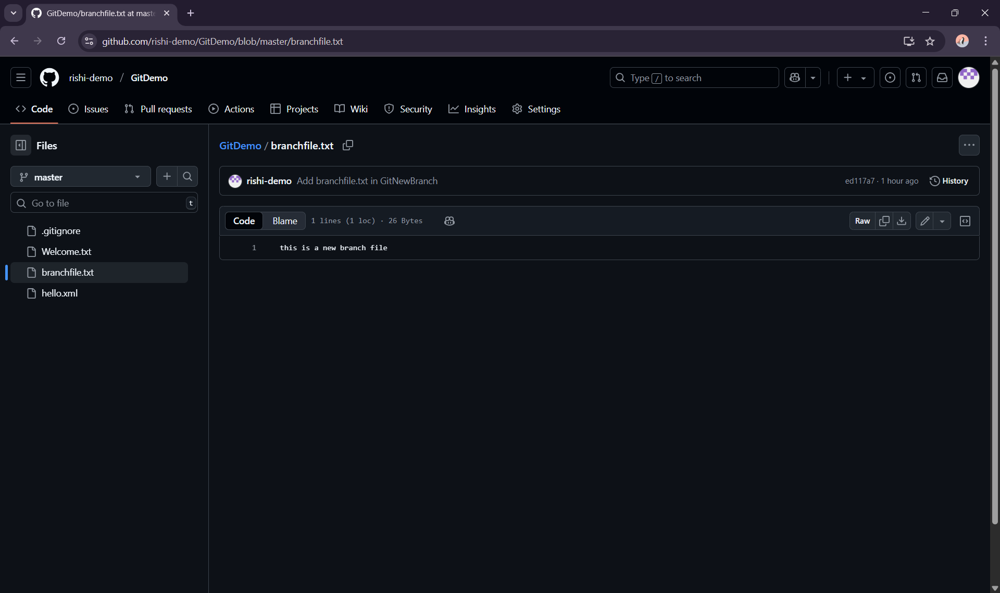 GitDemo/branchfile.txt at maste
github.com/rishi-demo/GitDemo/blob/master/branchfile.txt
rishi-demo / GitDemo
Type / to search
Code Issues Pull requests Actions Projects Wiki Security Insights Settings
Files
master
Go to file t
.gitignore
Welcome.txt
branchfile.txt
hello.xml
GitDemo / branchfile.txt
rishi-demo Add branchfile.txt in GitNewBranch
ed117a7 · 1 hour ago History
Code Blame 1 lines (1 loc) · 26 Bytes
Raw
1 this is a new branch file